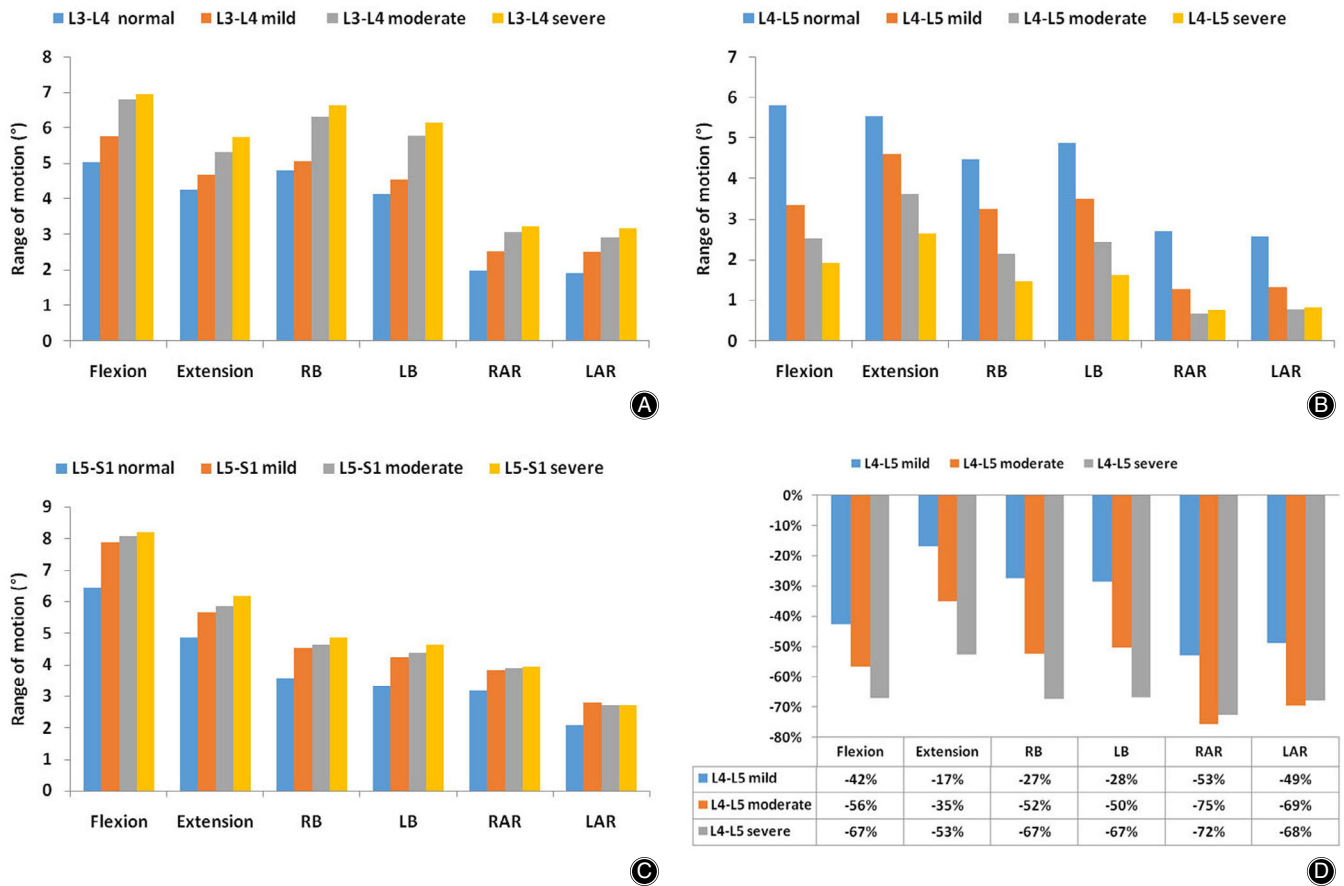 L3-L4 normal L3-L4 mild L3-L4 moderate L3-L4 severe
Range of motion (°)
8
7
6
5
4
3
2
1
0
Flexion Extension RB LB RAR LAR
A
L4-L5 normal L4-L5 mild L4-L5 moderate L4-L5 severe
Range of motion (°)
7
6
5
4
3
2
1
0
Flexion Extension RB LB RAR LAR
B
L5-S1 normal L5-S1 mild L5-S1 moderate L5-S1 severe
Range of motion (°)
9
8
7
6
5
4
3
2
1
0
Flexion Extension RB LB RAR LAR
C
L4-L5 mild L4-L5 moderate L4-L5 severe
0%
-10%
-20%
-30%
-40%
-50%
-60%
-70%
-80%
Flexion Extension RB LB RAR LAR
L4-L5 mild -42% -17% -27% -28% -53% -49%
L4-L5 moderate -56% -35% -52% -50% -75% -69%
L4-L5 severe -67% -53% -67% -67% -72% -68%
D